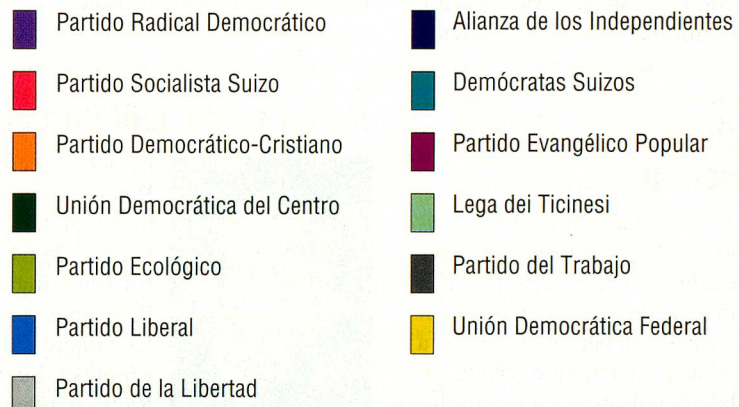 Partido Radical Democrático
Partido Socialista Suizo
Partido Democrático-Cristiano
Unión Democrática del Centro
Partido Ecológico
Partido Liberal
Partido de la Libertad
Alianza de los Independientes
Demócratas Suizos
Partido Evangélico Popular
Lega dei Ticinesi
Partido del Trabajo
Unión Democrática Federal